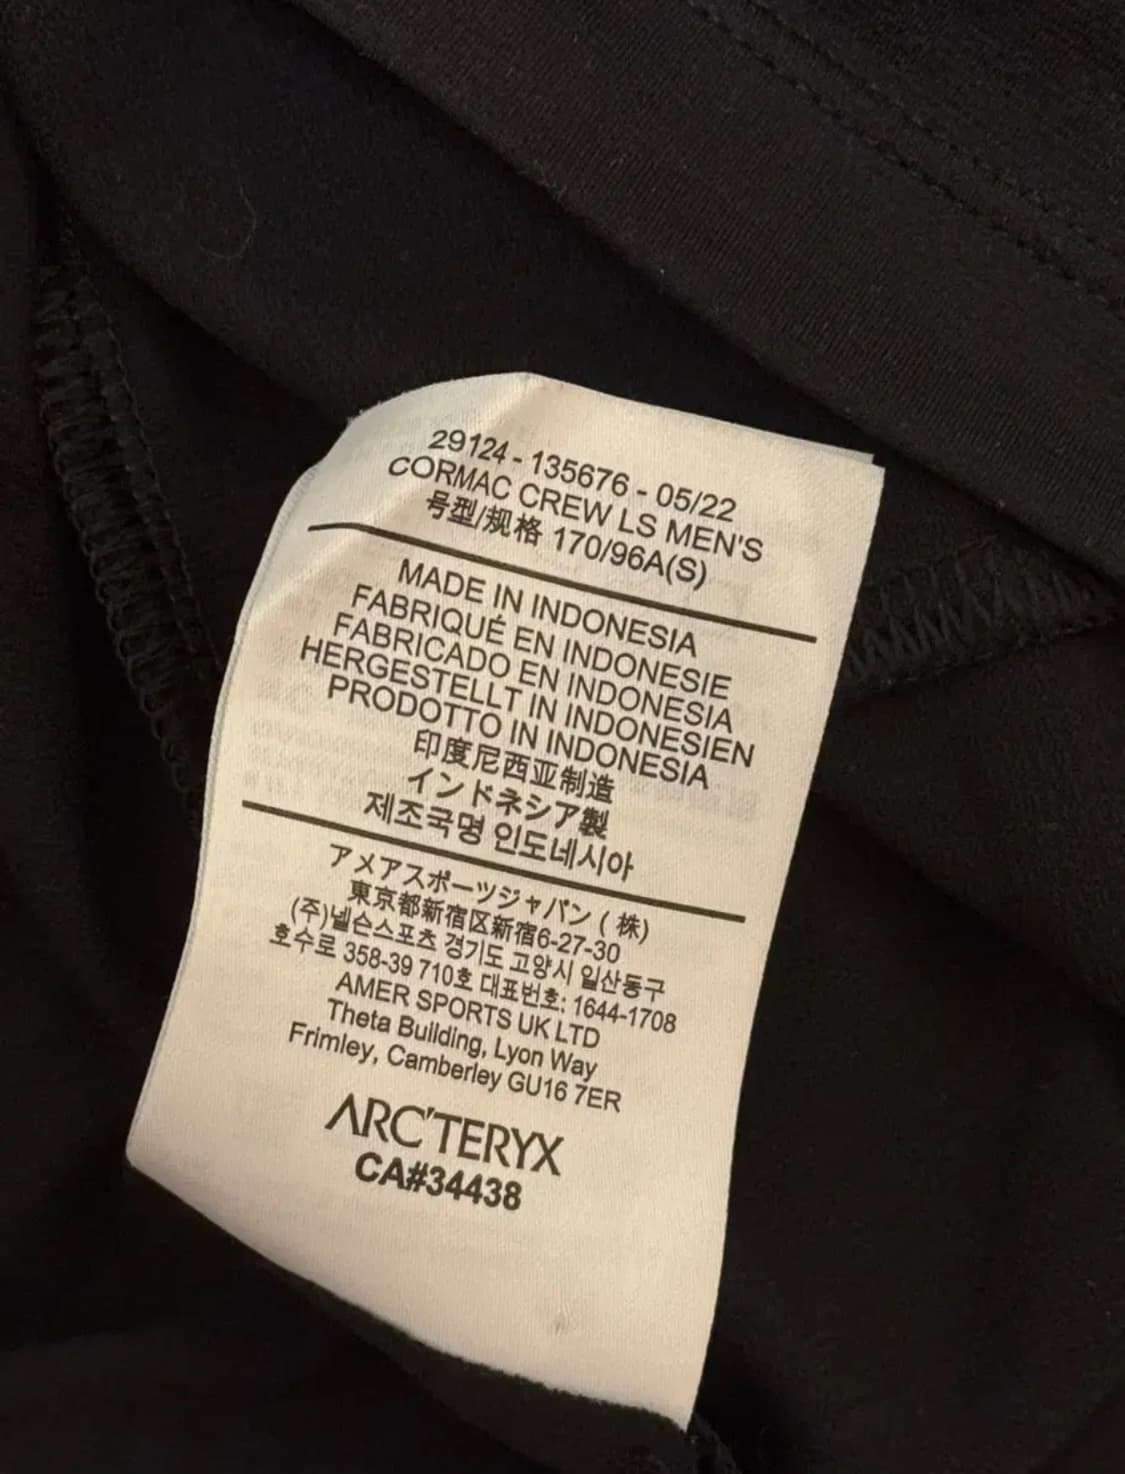 29124 - 135676 - 05/22
CORMAC CREW LS MEN'S
号型/规格 170/96A(S)
MADE IN INDONESIA
FABRIQUÉ EN INDONESIE
FABRICADO EN INDONESIA
HERGESTELLT IN INDONESIEN
PRODOTTO IN INDONESIA
印度尼西亚制造
インドネシア製
제조국명 인도네시아
アメアスポーツジャパン ( 株)
東京都新宿区新宿6-27-30
(주)넬슨스포츠 경기도 고양시 일산동구
호수로 358-39 710호 대표번호: 1644-1708
AMER SPORTS UK LTD
Theta Building, Lyon Way
Frimley, Camberley GU16 7ER
ARC'TERYX
CA#34438